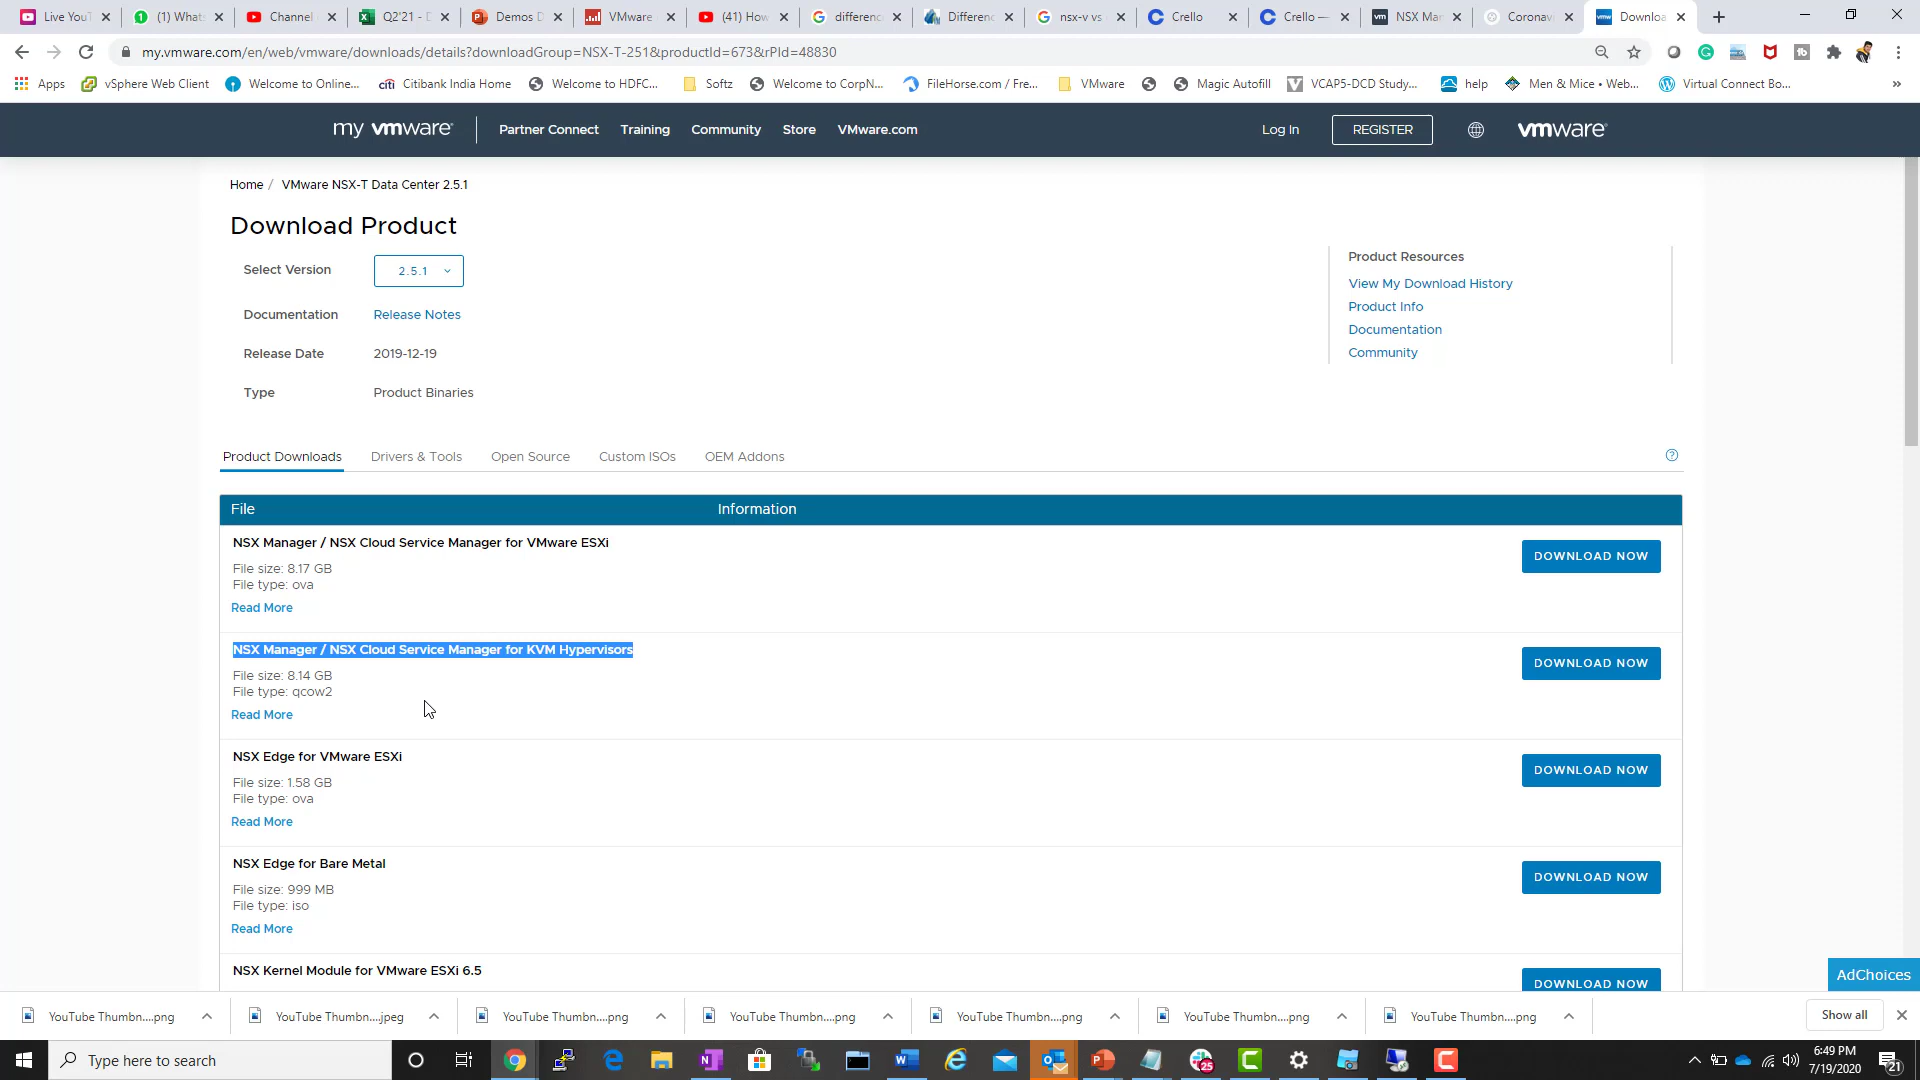 Live YouT
(1) Whats
Channel
Q2'21 - D
Demos D
VMware
(41) How
differenc
Differenc
nsx-v vs
Crello
Crello —
NSX Man
Coronavi
Downloa
my.vmware.com/en/web/vmware/downloads/details?downloadGroup=NSX-T-251&productId=673&rPId=48830
Apps
vSphere Web Client
Welcome to Online...
citi Citibank India Home
Welcome to HDFC...
Softz
Welcome to CorpN...
FileHorse.com / Fre...
VMware
Magic Autofill
VCAP5-DCD Study...
help
Men & Mice • Web...
Virtual Connect Bo...
»
my vmware
Partner Connect
Training
Community
Store
VMware.com
Log In
REGISTER
vmware
Home / VMware NSX-T Data Center 2.5.1
Download Product
Select Version 2.5.1
Documentation Release Notes
Release Date 2019-12-19
Type Product Binaries
Product Resources
View My Download History
Product Info
Documentation
Community
Product Downloads
Drivers & Tools
Open Source
Custom ISOs
OEM Addons
File Information
NSX Manager / NSX Cloud Service Manager for VMware ESXi
File size: 8.17 GB
File type: ova
Read More
DOWNLOAD NOW
NSX Manager / NSX Cloud Service Manager for KVM Hypervisors
File size: 8.14 GB
File type: qcow2
Read More
DOWNLOAD NOW
NSX Edge for VMware ESXi
File size: 1.58 GB
File type: ova
Read More
DOWNLOAD NOW
NSX Edge for Bare Metal
File size: 999 MB
File type: iso
Read More
DOWNLOAD NOW
NSX Kernel Module for VMware ESXi 6.5
DOWNLOAD NOW
AdChoices
YouTube Thumbn....png
YouTube Thumbn....jpeg
YouTube Thumbn....png
YouTube Thumbn....png
YouTube Thumbn....png
YouTube Thumbn....png
YouTube Thumbn....png
Show all
Type here to search
25
6:49 PM
7/19/2020
21